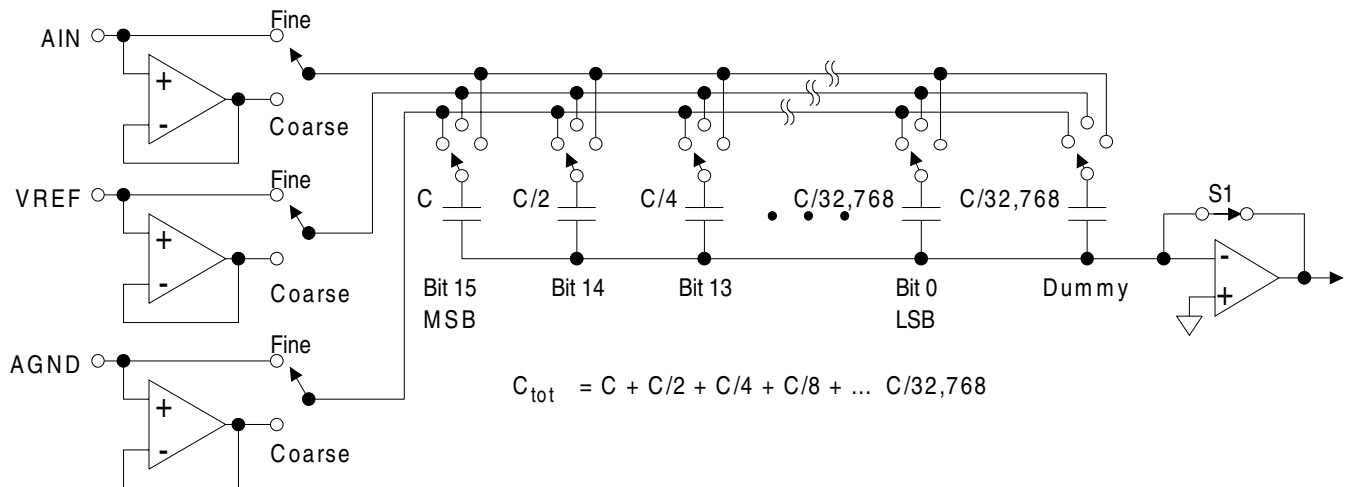 Fine
AIN
+
-
Coarse
Fine
VREF
+
-
Coarse
Fine
AGND
+
-
Coarse
C C/2 C/4 C/32,768 C/32,768
S1
-
+
Bit 15 Bit 14 Bit 13 Bit 0 Dummy
MSB LSB
Ctot = C + C/2 + C/4 + C/8 + ... C/32,768